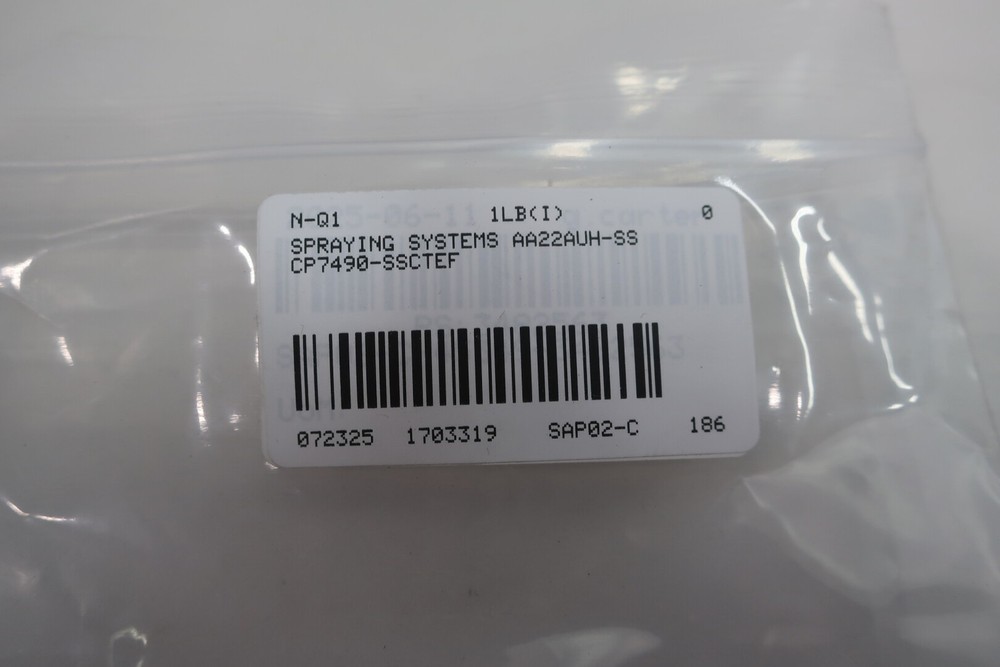 N-Q1 1LB(I) 0
SPRAYING SYSTEMS AA22AUH-SS
CP7490-SSCTEF
072325 1703319 SAP02-C 186